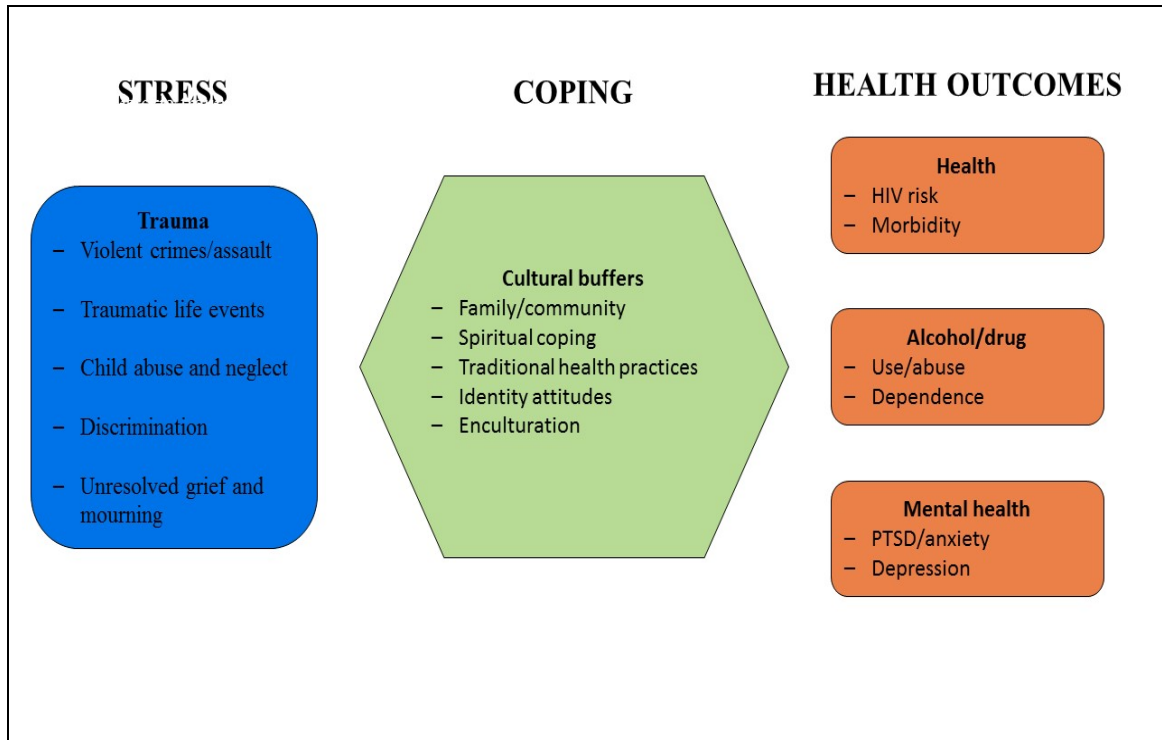 STRESS
COPING
HEALTH OUTCOMES
Trauma
– Violent crimes/assault
– Traumatic life events
– Child abuse and neglect
– Discrimination
– Unresolved grief and
mourning
Cultural buffers
– Family/community
– Spiritual coping
– Traditional health practices
– Identity attitudes
– Enculturation
Health
– HIV risk
– Morbidity
Alcohol/drug
– Use/abuse
– Dependence
Mental health
– PTSD/anxiety
– Depression